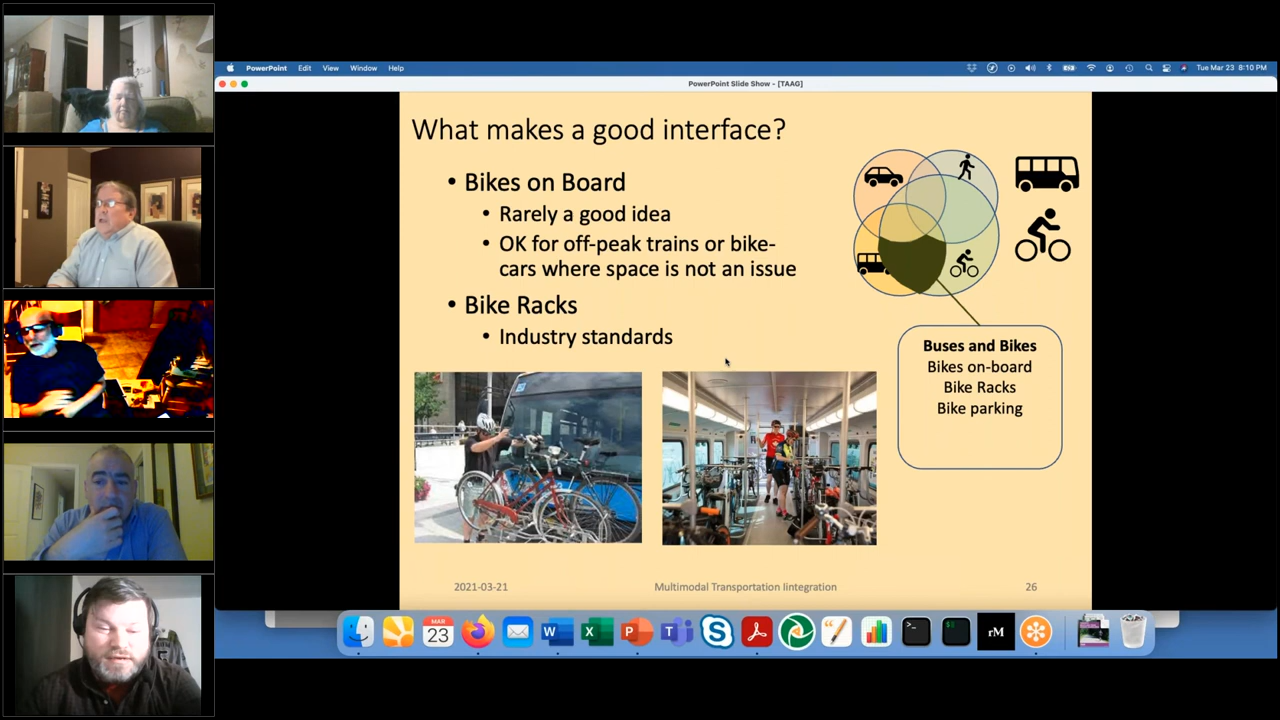 PowerPoint Edit View Window Help
Tue Mar 23 8:10 PM
PowerPoint Slide Show - [TAAG]
What makes a good interface?
• Bikes on Board
• Rarely a good idea
• OK for off-peak trains or bike-
cars where space is not an issue
• Bike Racks
• Industry standards
Buses and Bikes
Bikes on-board
Bike Racks
Bike parking
2021-03-21
Multimodal Transportation Iintegration
26
MAR
23
W
X
P
T
S
>_
$
rM